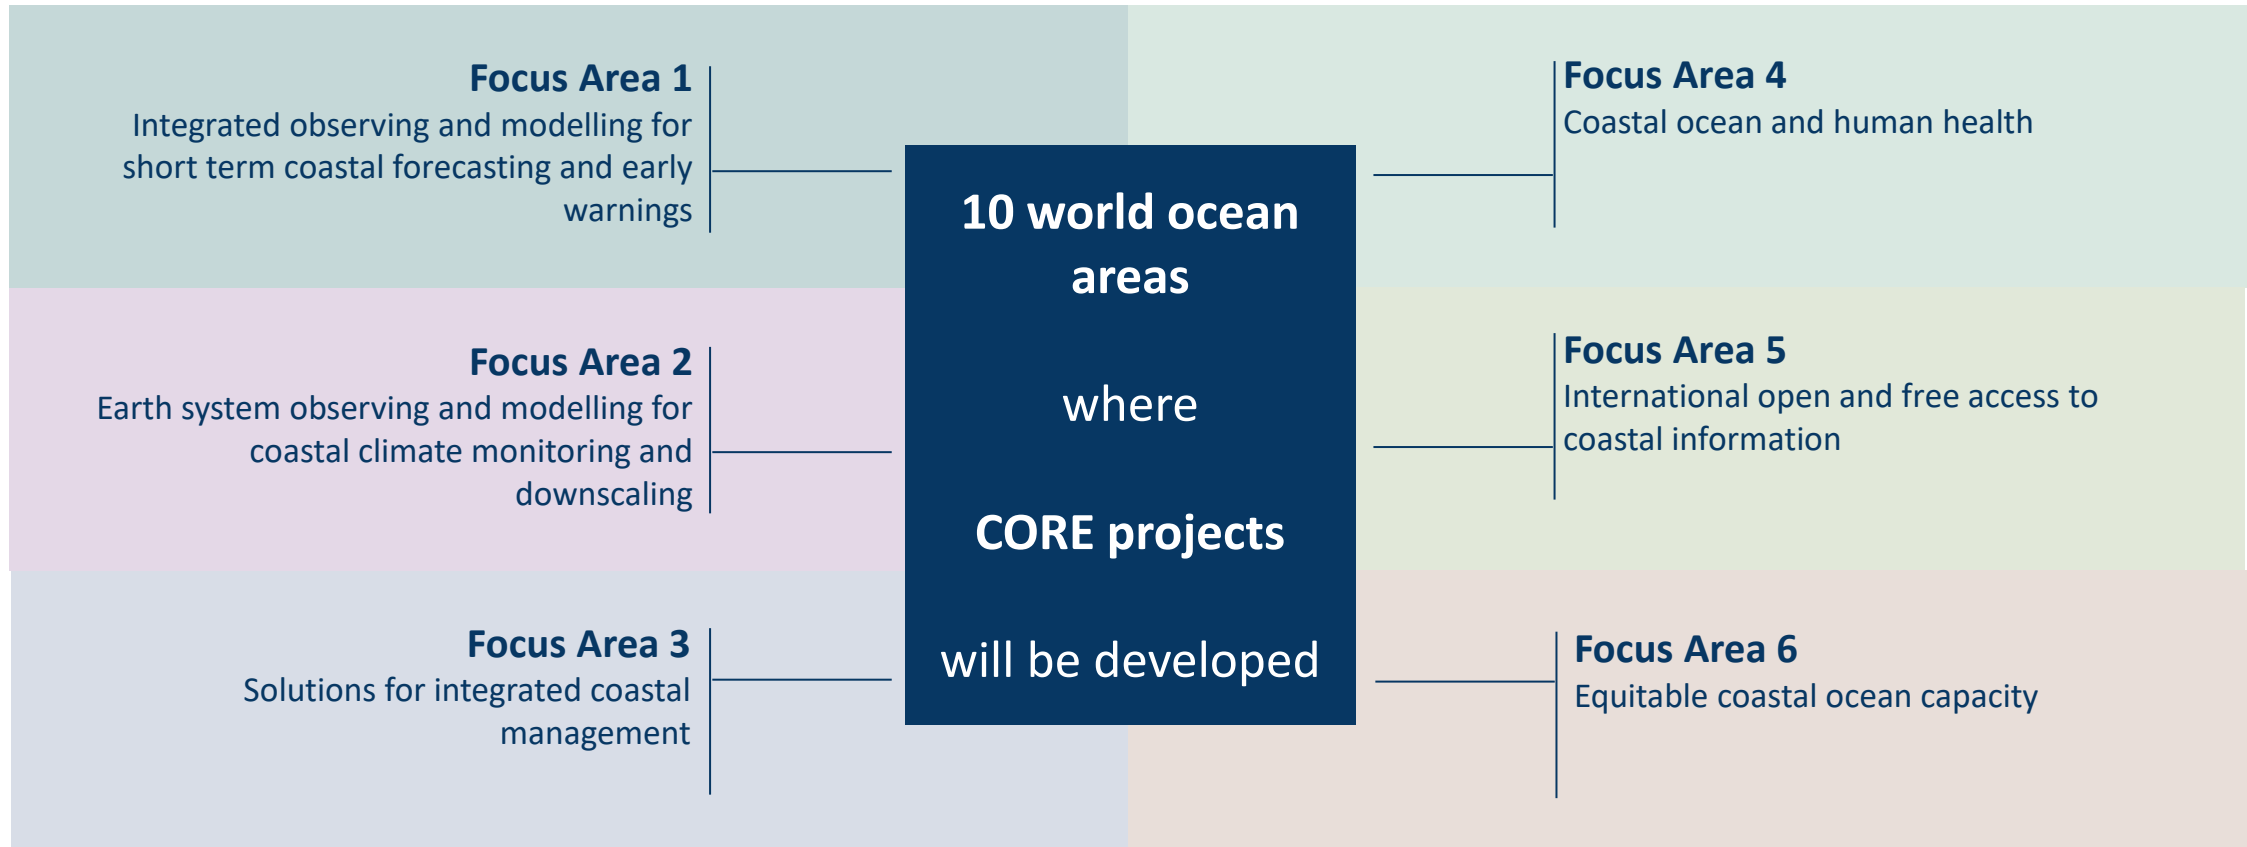 Focus Area 1
Integrated observing and modelling for
short term coastal forecasting and early
warnings
Focus Area 2
Earth system observing and modelling for
coastal climate monitoring and
downscaling
Focus Area 3
Solutions for integrated coastal
management
10 world ocean
areas
where
CORE projects
will be developed
Focus Area 4
Coastal ocean and human health
Focus Area 5
International open and free access to
coastal information
Focus Area 6
Equitable coastal ocean capacity